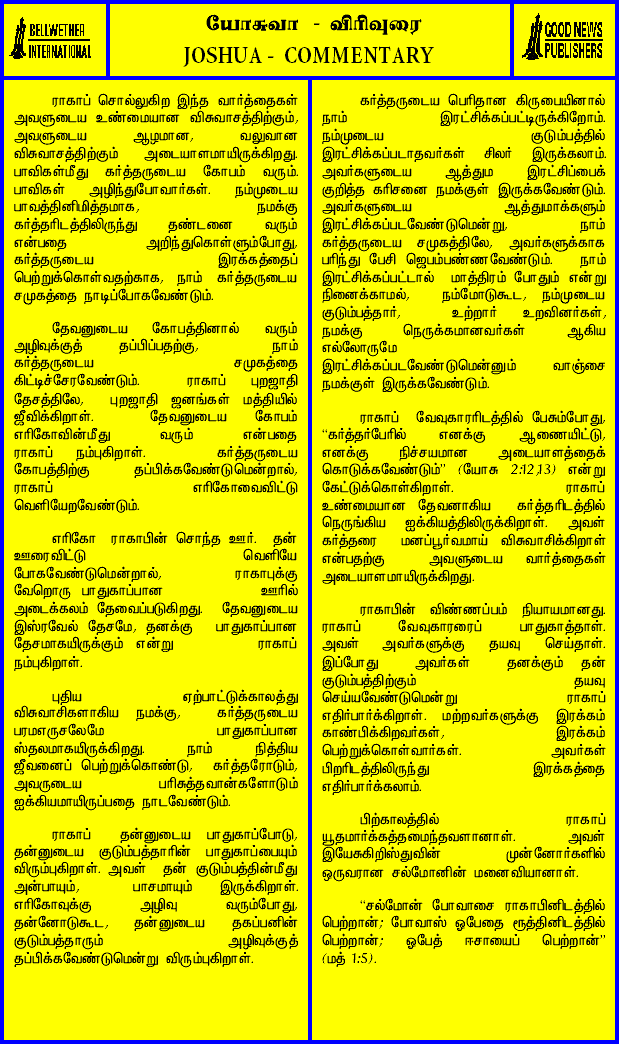 BELLWETHER
INTERNATIONAL
யோசுவா - விரிவுரை
JOSHUA - COMMENTARY
GOOD NEWS
PUBLISHERS
ராகாப் சொல்லுகிற இந்த வார்த்தைகள்
அவளுடைய உண்மையான விசுவாசத்திற்கும்,
அவளுடைய ஆழமான, வலுவான
விசுவாசத்திற்கும் அடையாளமாயிருக்கிறது.
பாவிகள்மீது கர்த்தருடைய கோபம் வரும்.
பாவிகள் அழிந்துபோவார்கள். நம்முடைய
பாவத்தினிமித்தமாக, நமக்கு
கர்த்தரிடத்திலிருந்து தண்டனை வரும்
என்பதை அறிந்துகொள்ளும்போது,
கர்த்தருடைய இரக்கத்தைப்
பெற்றுக்கொள்வதற்காக, நாம் கர்த்தருடைய
சமுகத்தை நாடிப்போகவேண்டும்.
தேவனுடைய கோபத்தினால் வரும்
அழிவுக்குத் தப்பிப்பதற்கு, நாம்
கர்த்தருடைய சமுகத்தை
கிட்டிச்சேரவேண்டும். ராகாப் புறஜாதி
தேசத்திலே, புறஜாதி ஜனங்கள் மத்தியில்
ஜீவிக்கிறாள். தேவனுடைய கோபம்
எரிகோவின்மீது வரும் என்பதை
ராகாப் நம்புகிறாள். கர்த்தருடைய
கோபத்திற்கு தப்பிக்கவேண்டுமென்றால்,
ராகாப் எரிகோவைவிட்டு
வெளியேறவேண்டும்.
எரிகோ ராகாபின் சொந்த ஊர். தன்
ஊரைவிட்டு வெளியே
போகவேண்டுமென்றால், ராகாபுக்கு
வேறொரு பாதுகாப்பான ஊரில்
அடைக்கலம் தேவைப்படுகிறது. தேவனுடைய
இஸ்ரவேல் தேசமே, தனக்கு பாதுகாப்பான
தேசமாகயிருக்கும் என்று ராகாப்
நம்புகிறாள்.
புதிய ஏற்பாட்டுக்காலத்து
விசுவாசிகளாகிய நமக்கு, கர்த்தருடைய
பரமஎருசலேமே பாதுகாப்பான
ஸ்தலமாகயிருக்கிறது. நாம் நித்திய
ஜீவனைப் பெற்றுக்கொண்டு, கர்த்தரோடும்,
அவருடைய பரிசுத்தவான்களோடும்
ஐக்கியமாயிருப்பதை நாடவேண்டும்.
ராகாப் தன்னுடைய பாதுகாப்போடு,
தன்னுடைய குடும்பத்தாரின் பாதுகாப்பையும்
விரும்புகிறாள். அவள் தன் குடும்பத்தின்மீது
அன்பாயும், பாசமாயும் இருக்கிறாள்.
எரிகோவுக்கு அழிவு வரும்போது,
தன்னோடுகூட, தன்னுடைய தகப்பனின்
குடும்பத்தாரும் அழிவுக்குத்
தப்பிக்கவேண்டுமென்று விரும்புகிறாள்.
கர்த்தருடைய பெரிதான கிருபையினால்
நாம் இரட்சிக்கப்பட்டிருக்கிறோம்.
நம்முடைய குடும்பத்தில்
இரட்சிக்கப்படாதவர்கள் சிலர் இருக்கலாம்.
அவர்களுடைய ஆத்தும இரட்சிப்பைக்
குறித்த கரிசனை நமக்குள் இருக்கவேண்டும்.
அவர்களுடைய ஆத்துமாக்களும்
இரட்சிக்கப்படவேண்டுமென்று, நாம்
கர்த்தருடைய சமுகத்திலே, அவர்களுக்காக
பரிந்து பேசி ஜெபம்பண்ணவேண்டும். நாம்
இரட்சிக்கப்பட்டால் மாத்திரம் போதும் என்று
நினைக்காமல், நம்மோடுகூட, நம்முடைய
குடும்பத்தார், உற்றார் உறவினர்கள்,
நமக்கு நெருக்கமானவர்கள் ஆகிய
எல்லோருமே
இரட்சிக்கப்படவேண்டுமென்னும் வாஞ்சை
நமக்குள் இருக்கவேண்டும்.
ராகாப் வேவுகாரரிடத்தில் பேசும்போது,
“கர்த்தர்பேரில் எனக்கு ஆணையிட்டு,
எனக்கு நிச்சயமான அடையாளத்தைக்
கொடுக்கவேண்டும்” (யோசு 2:12,13) என்று
கேட்டுக்கொள்கிறாள். ராகாப்
உண்மையான தேவனாகிய கர்த்தரிடத்தில்
நெருங்கிய ஐக்கியத்திலிருக்கிறாள். அவள்
கர்த்தரை மனப்பூர்வமாய் விசுவாசிக்கிறாள்
என்பதற்கு அவளுடைய வார்த்தைகள்
அடையாளமாயிருக்கிறது.
ராகாபின் விண்ணப்பம் நியாயமானது.
ராகாப் வேவுகாரரைப் பாதுகாத்தாள்.
அவள் அவர்களுக்கு தயவு செய்தாள்.
இப்போது அவர்கள் தனக்கும் தன்
குடும்பத்திற்கும் தயவு
செய்யவேண்டுமென்று ராகாப்
எதிர்பார்க்கிறாள். மற்றவர்களுக்கு இரக்கம்
காண்பிக்கிறவர்கள், இரக்கம்
பெற்றுக்கொள்வார்கள். அவர்கள்
பிறரிடத்திலிருந்து இரக்கத்தை
எதிர்பார்க்கலாம்.
பிற்காலத்தில் ராகாப்
யூதமார்க்கத்தமைந்தவளானாள். அவள்
இயேசுகிறிஸ்துவின் முன்னோர்களில்
ஒருவரான சல்மோனின் மனைவியானாள்.
“சல்மோன் போவாசை ராகாபினிடத்தில்
பெற்றான்; போவாஸ் ஓபேதை ரூத்தினிடத்தில்
பெற்றான்; ஓபேத் ஈசாயைப் பெற்றான்”
(மத் 1:5).